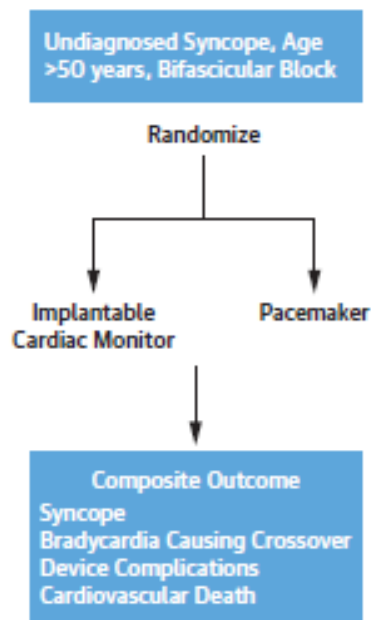 Undiagnosed Syncope, Age
>50 years, Bifascicular Block
Randomize
Implantable
Cardiac Monitor
Pacemaker
Composite Outcome
Syncope
Bradycardia Causing Crossover
Device Complications
Cardiovascular Death